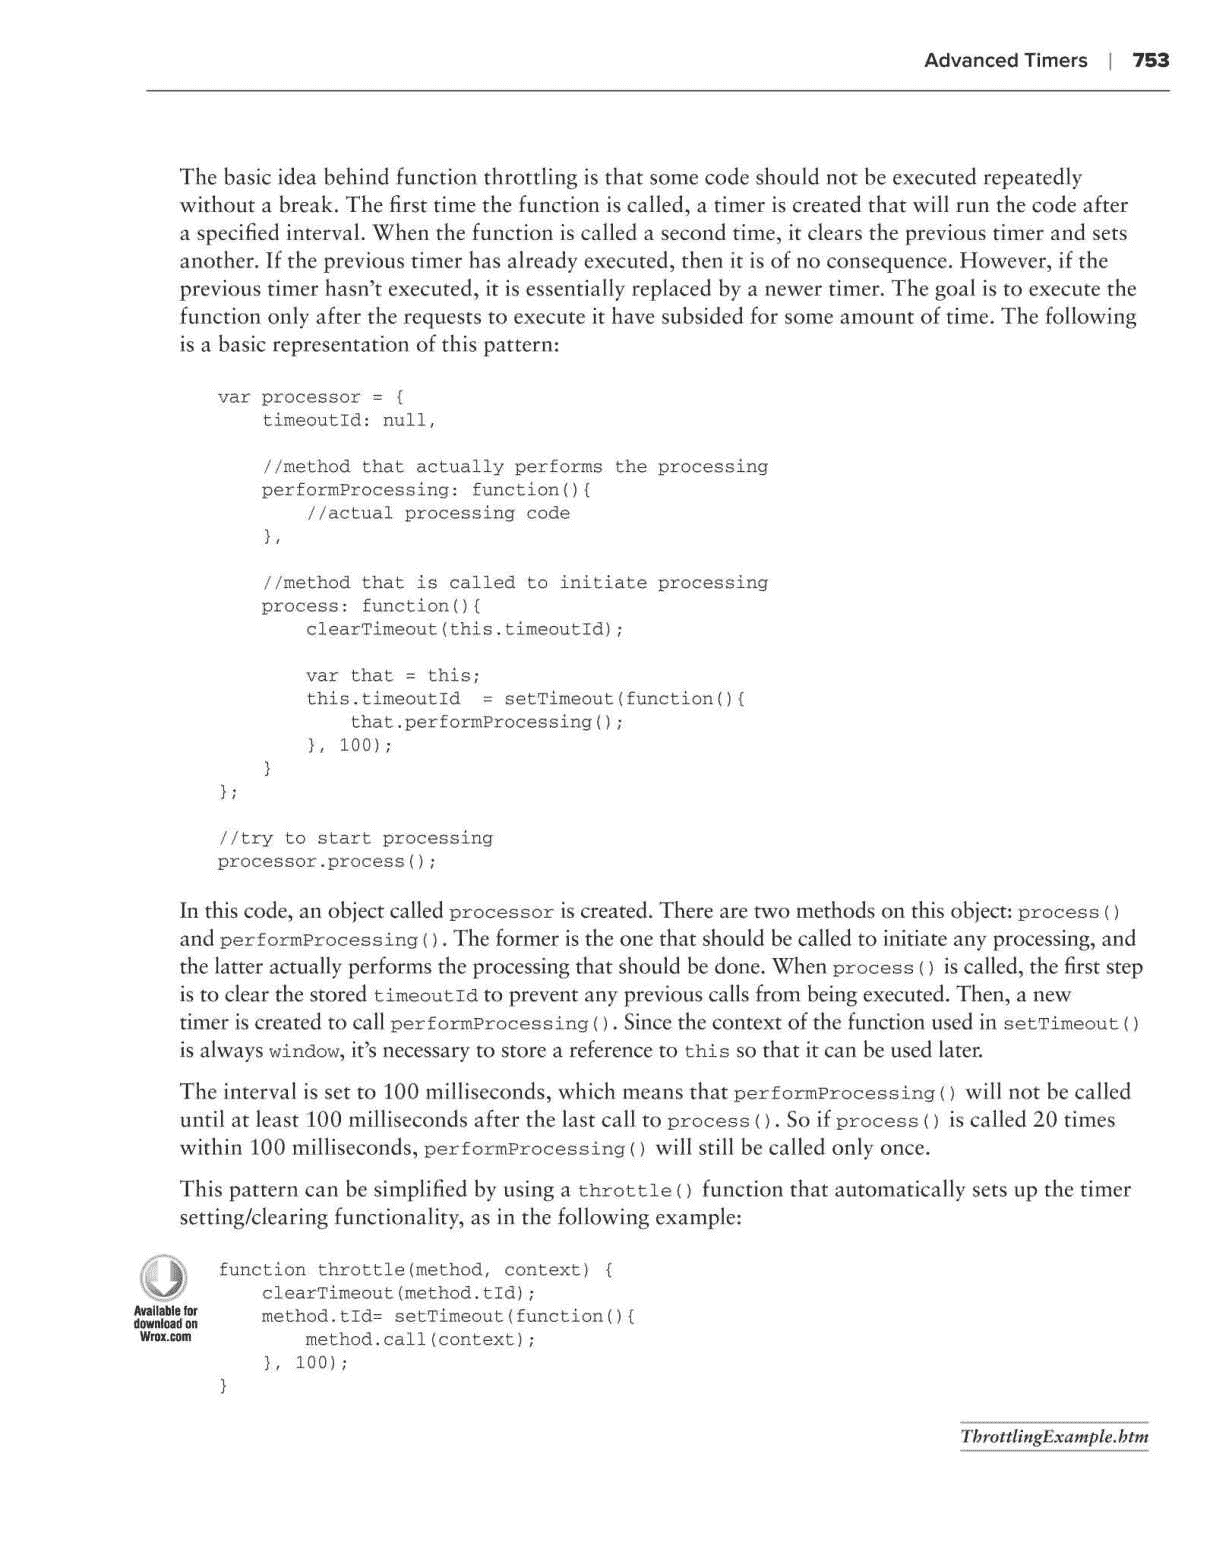 Advanced Timers | 753
The basic idea behind function throttling is that some code should not be executed repeatedly
without a break. The first time the function is called, a timer is created that will run the code after
a specified interval. When the function is called a second time, it clears the previous timer and sets
another. If the previous timer has already executed, then it is of no consequence. However, if the
previous timer hasn't executed, it is essentially replaced by a newer timer. The goal is to execute the
function only after the requests to execute it have subsided for some amount of time. The following
is a basic representation of this pattern:
var processor = {
    timeoutId: null,
    //method that actually performs the processing
    performProcessing: function(){
        //actual processing code
    },
    //method that is called to initiate processing
    process: function(){
        clearTimeout(this.timeoutId);
        var that = this;
        this.timeoutId  = setTimeout(function(){
            that.performProcessing();
        }, 100);
    }
};
//try to start processing
processor.process();
In this code, an object called processor is created. There are two methods on this object: process()
and performProcessing(). The former is the one that should be called to initiate any processing, and
the latter actually performs the processing that should be done. When process() is called, the first step
is to clear the stored timeoutId to prevent any previous calls from being executed. Then, a new
timer is created to call performProcessing(). Since the context of the function used in setTimeout()
is always window, it's necessary to store a reference to this so that it can be used later.
The interval is set to 100 milliseconds, which means that performProcessing() will not be called
until at least 100 milliseconds after the last call to process(). So if process() is called 20 times
within 100 milliseconds, performProcessing() will still be called only once.
This pattern can be simplified by using a throttle() function that automatically sets up the timer
setting/clearing functionality, as in the following example:
function throttle(method, context) {
    clearTimeout(method.tId);
    method.tId= setTimeout(function(){
        method.call(context);
    }, 100);
}
Available for
download on
Wrox.com
ThrottlingExample.htm